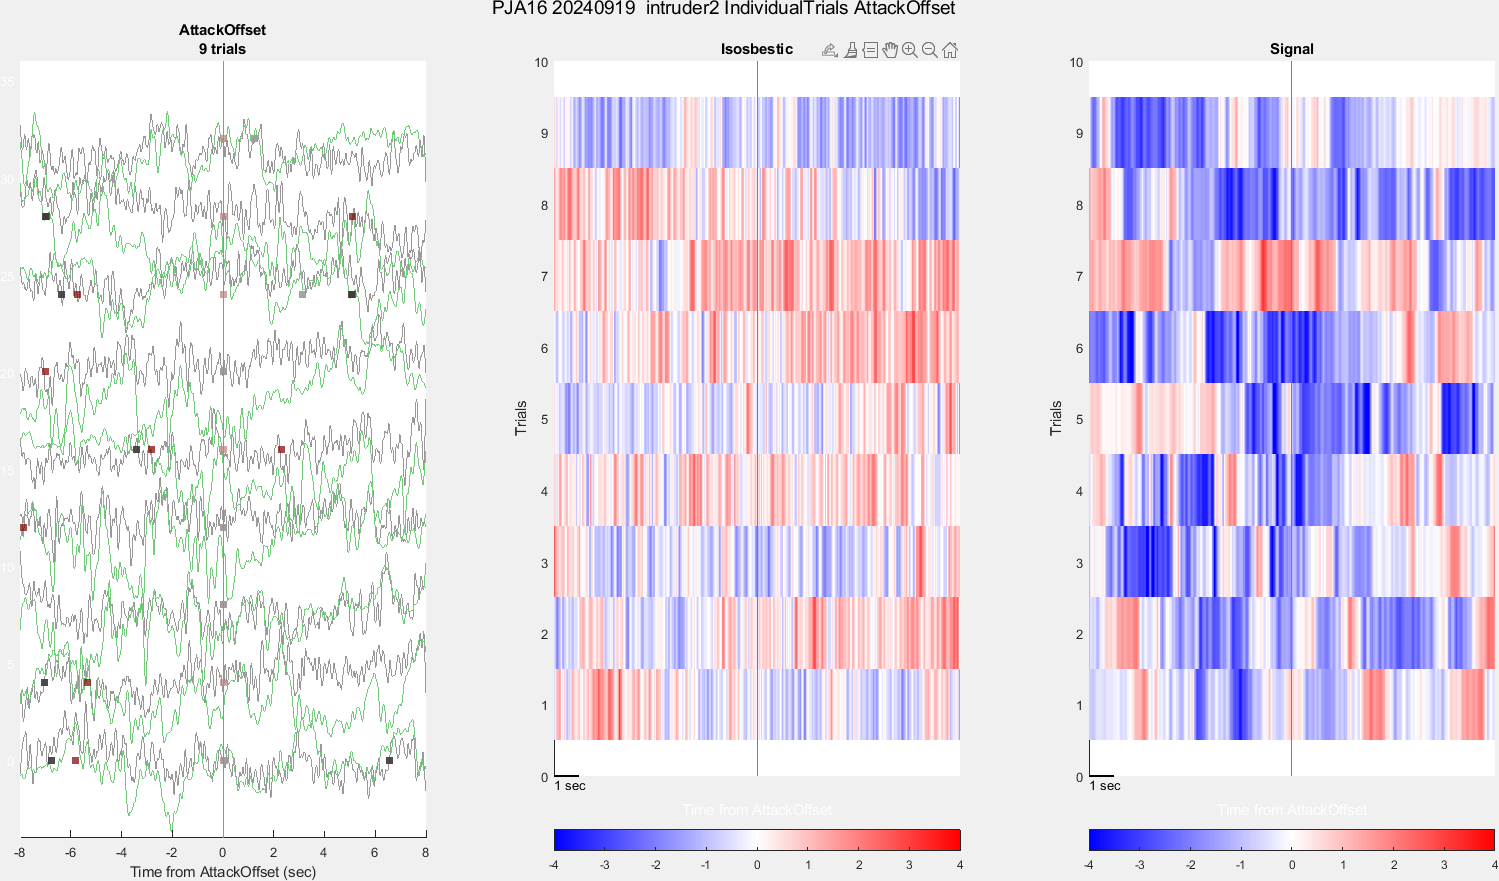 PJA16 20240919  intruder2 IndividualTrials AttackOffset
AttackOffset
9 trials
35
30
25
20
15
10
5
0
-8 -6 -4 -2 0 2 4 6 8
Time from AttackOffset (sec)
Isosbestic
10
9
8
7
6
5
4
3
2
1
0
Trials
1 sec
Time from AttackOffset
-4 -3 -2 -1 0 1 2 3 4
Signal
10
9
8
7
6
5
4
3
2
1
0
Trials
1 sec
Time from AttackOffset
-4 -3 -2 -1 0 1 2 3 4